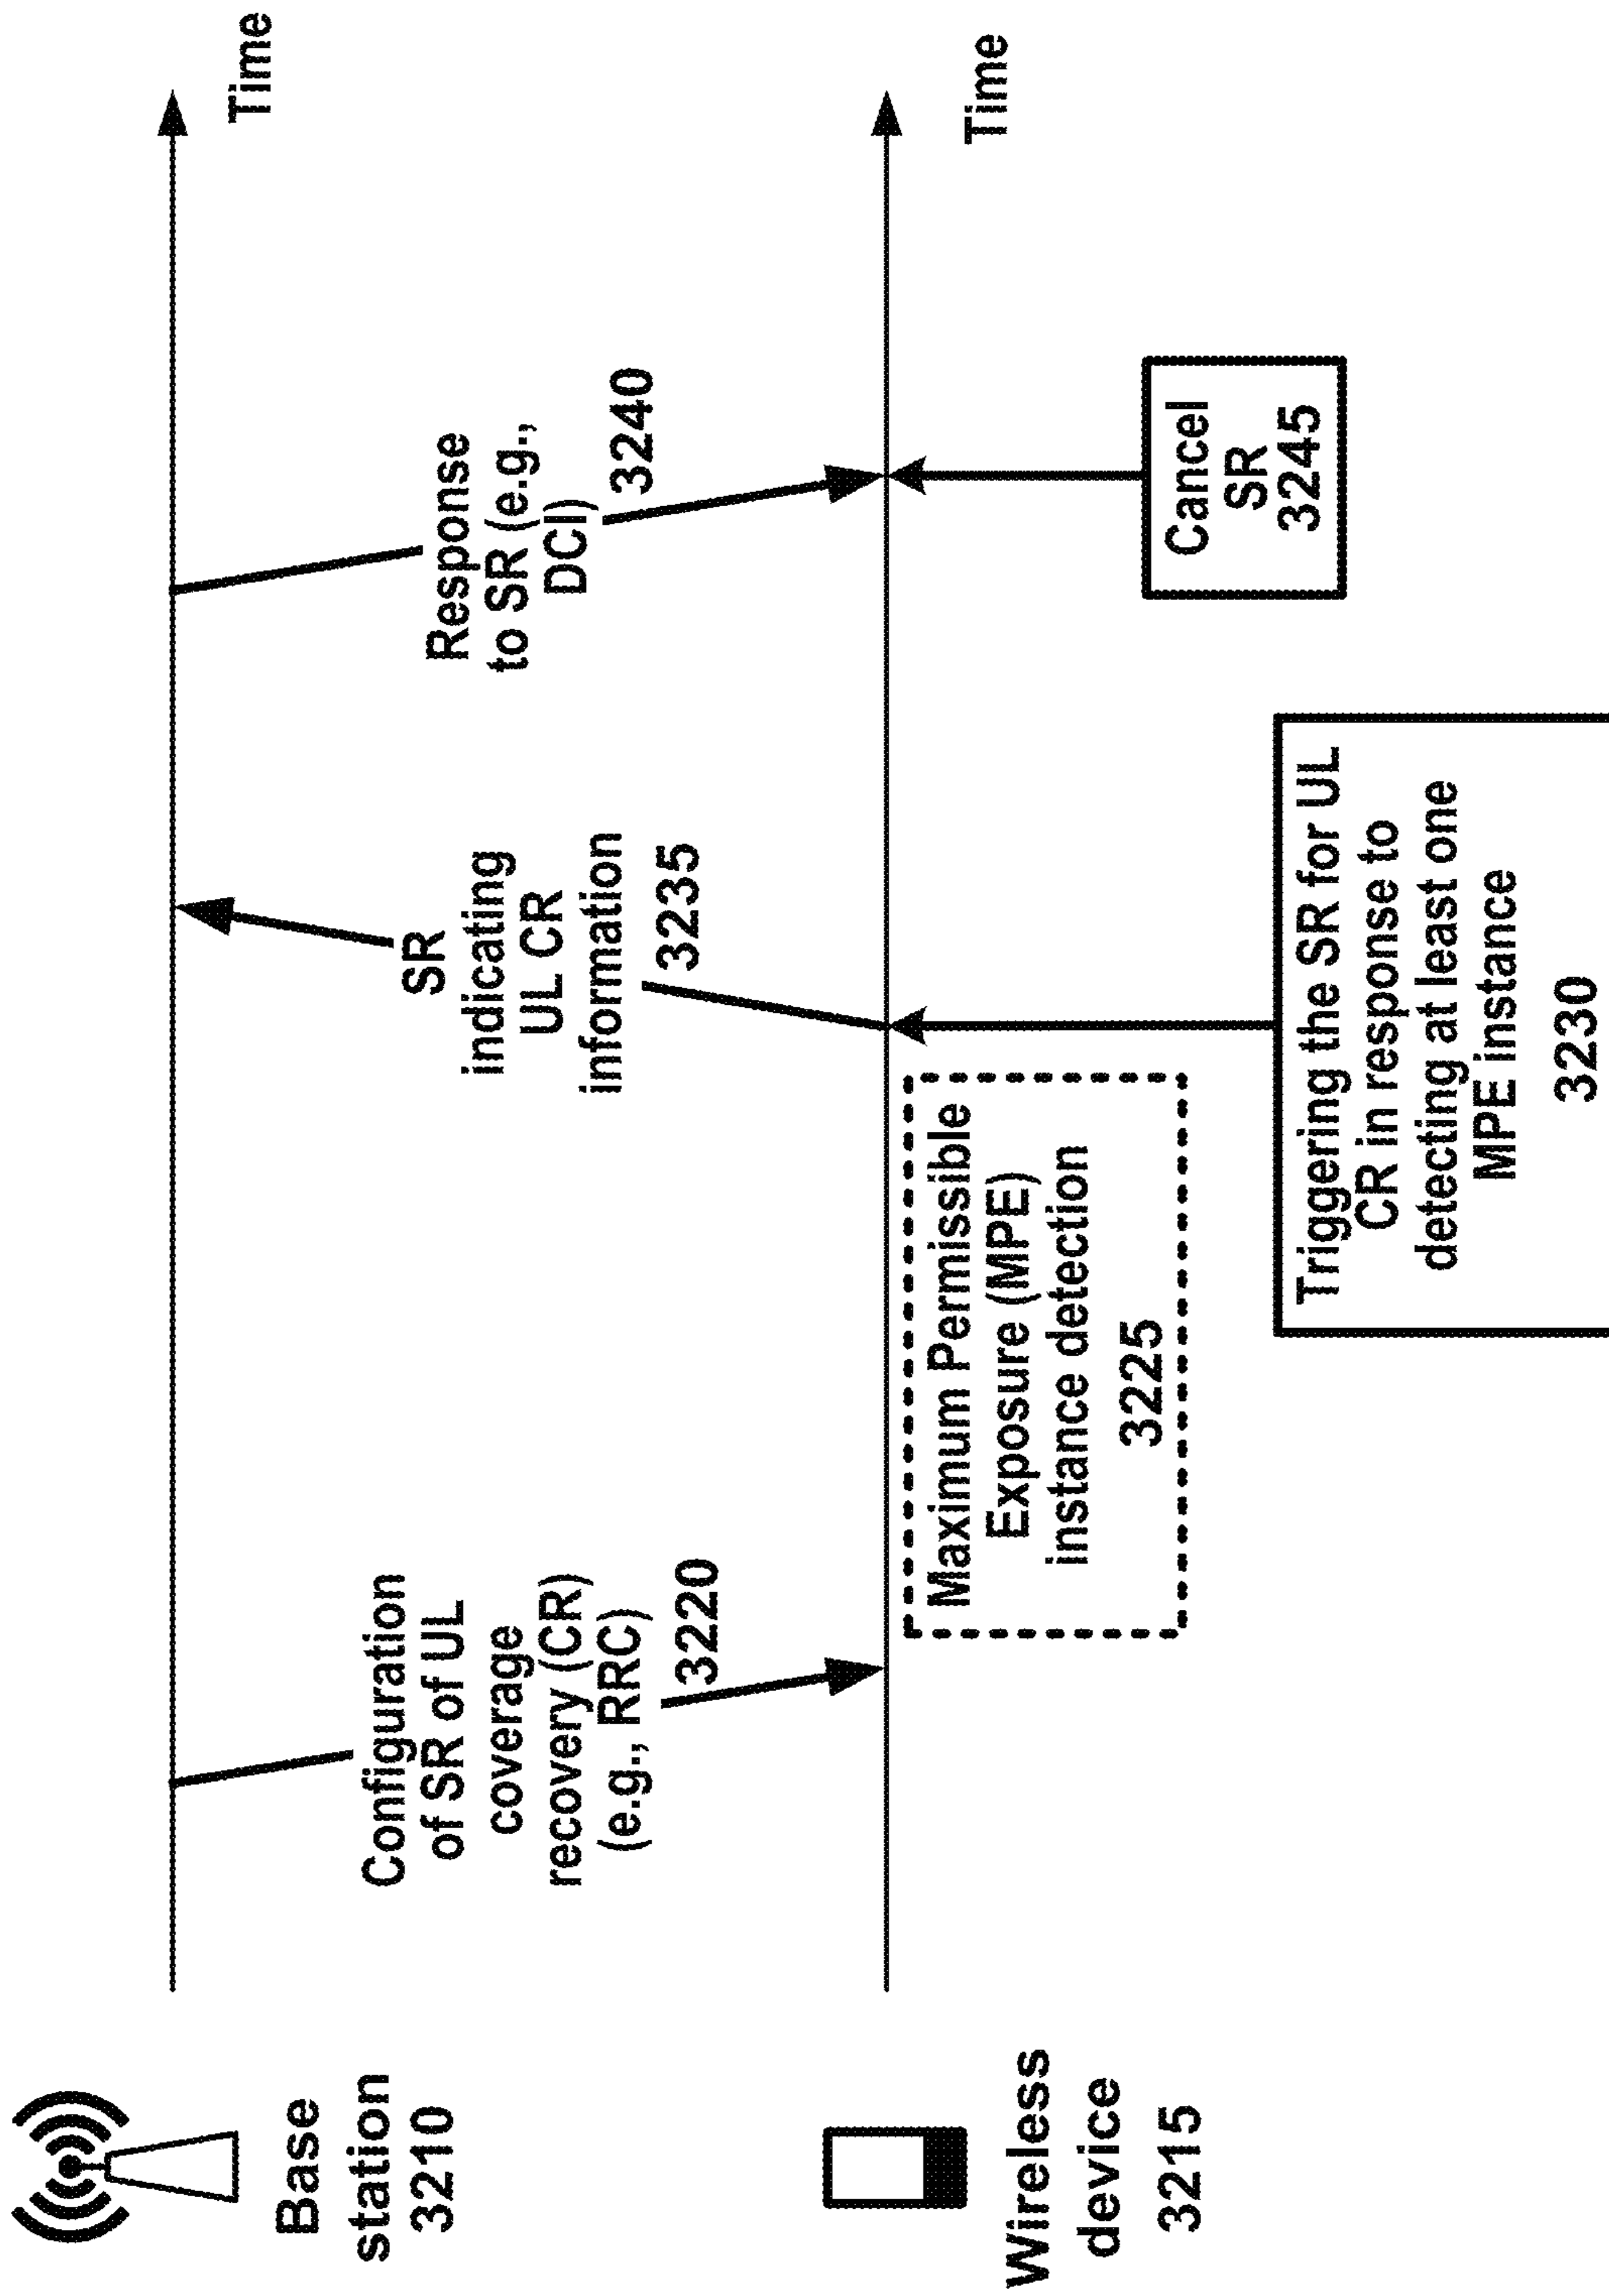 Base
station
3210
Time
Configuration
of SR of UL
coverage
recovery (CR)
(e.g., RRC)
3220
SR
indicating
UL CR
information
3235
Response
to SR (e.g.,
DCI)
3240
Wireless
device
3215
Time
Maximum Permissible
Exposure (MPE)
instance detection
3225
Triggering the SR for UL
CR in response to
detecting at least one
MPE instance
3230
Cancel
SR
3245